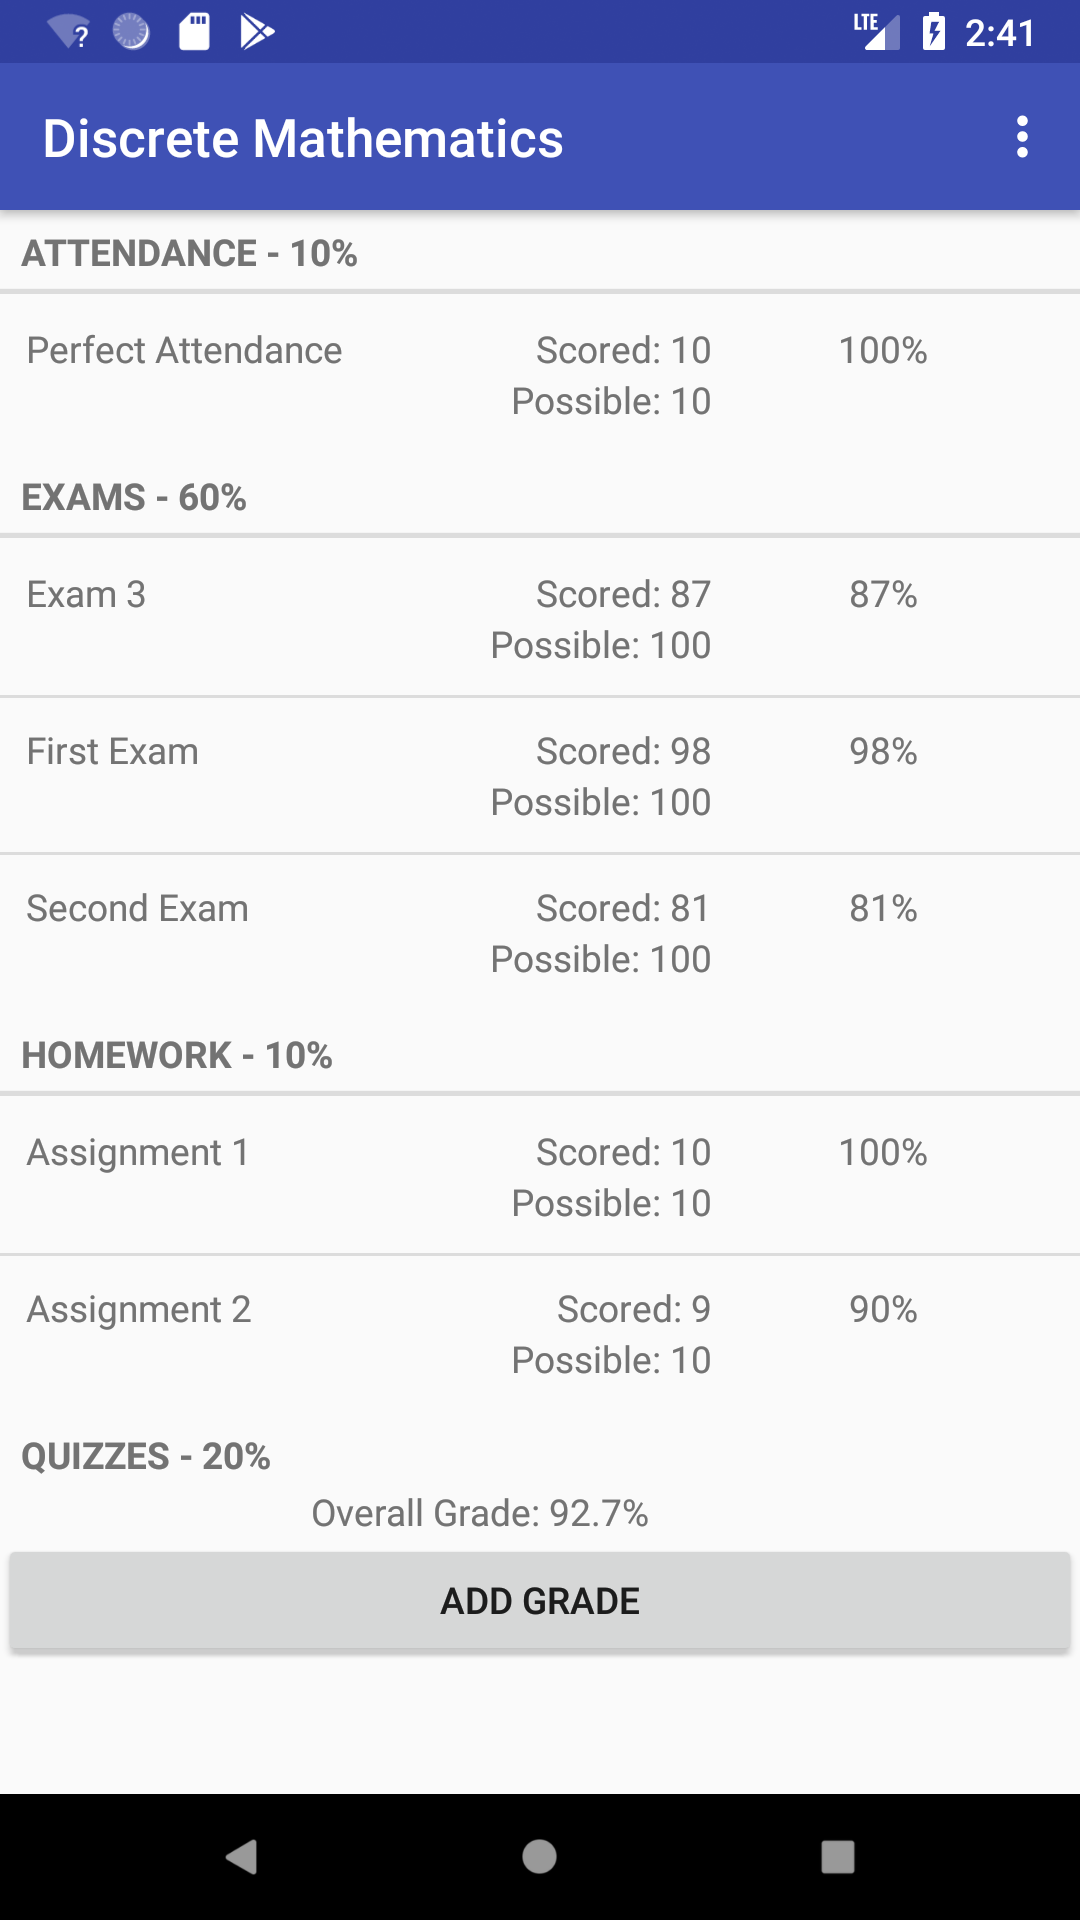 LTE 2:41
Discrete Mathematics
ATTENDANCE - 10%
Perfect Attendance Scored: 10 100%
Possible: 10
EXAMS - 60%
Exam 3 Scored: 87 87%
Possible: 100
First Exam Scored: 98 98%
Possible: 100
Second Exam Scored: 81 81%
Possible: 100
HOMEWORK - 10%
Assignment 1 Scored: 10 100%
Possible: 10
Assignment 2 Scored: 9 90%
Possible: 10
QUIZZES - 20%
Overall Grade: 92.7%
ADD GRADE